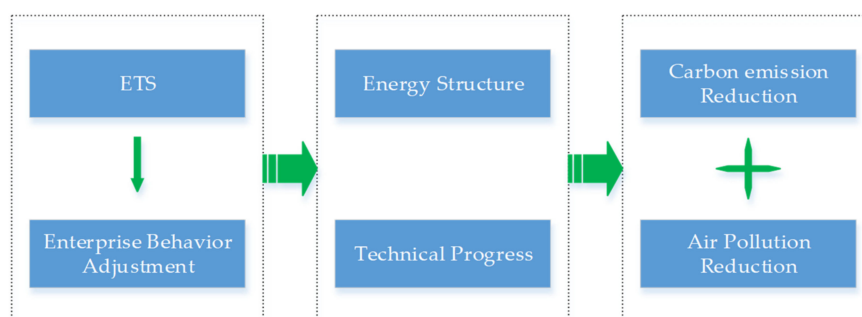 ETS
Enterprise Behavior
Adjustment
Energy Structure
Technical Progress
Carbon emission
Reduction
Air Pollution
Reduction